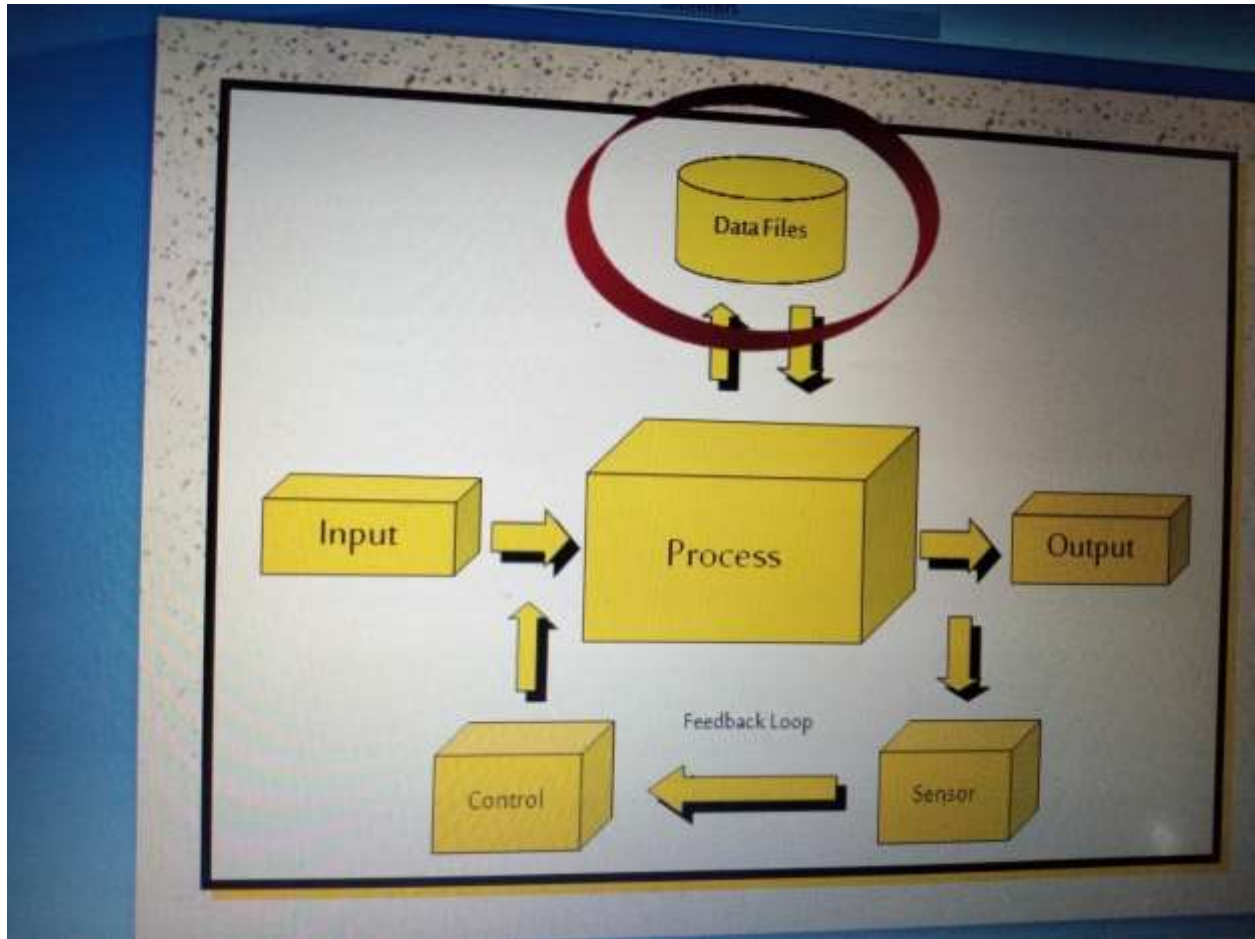 Data Files
Input
Process
Output
Feedback Loop
Control
Sensor